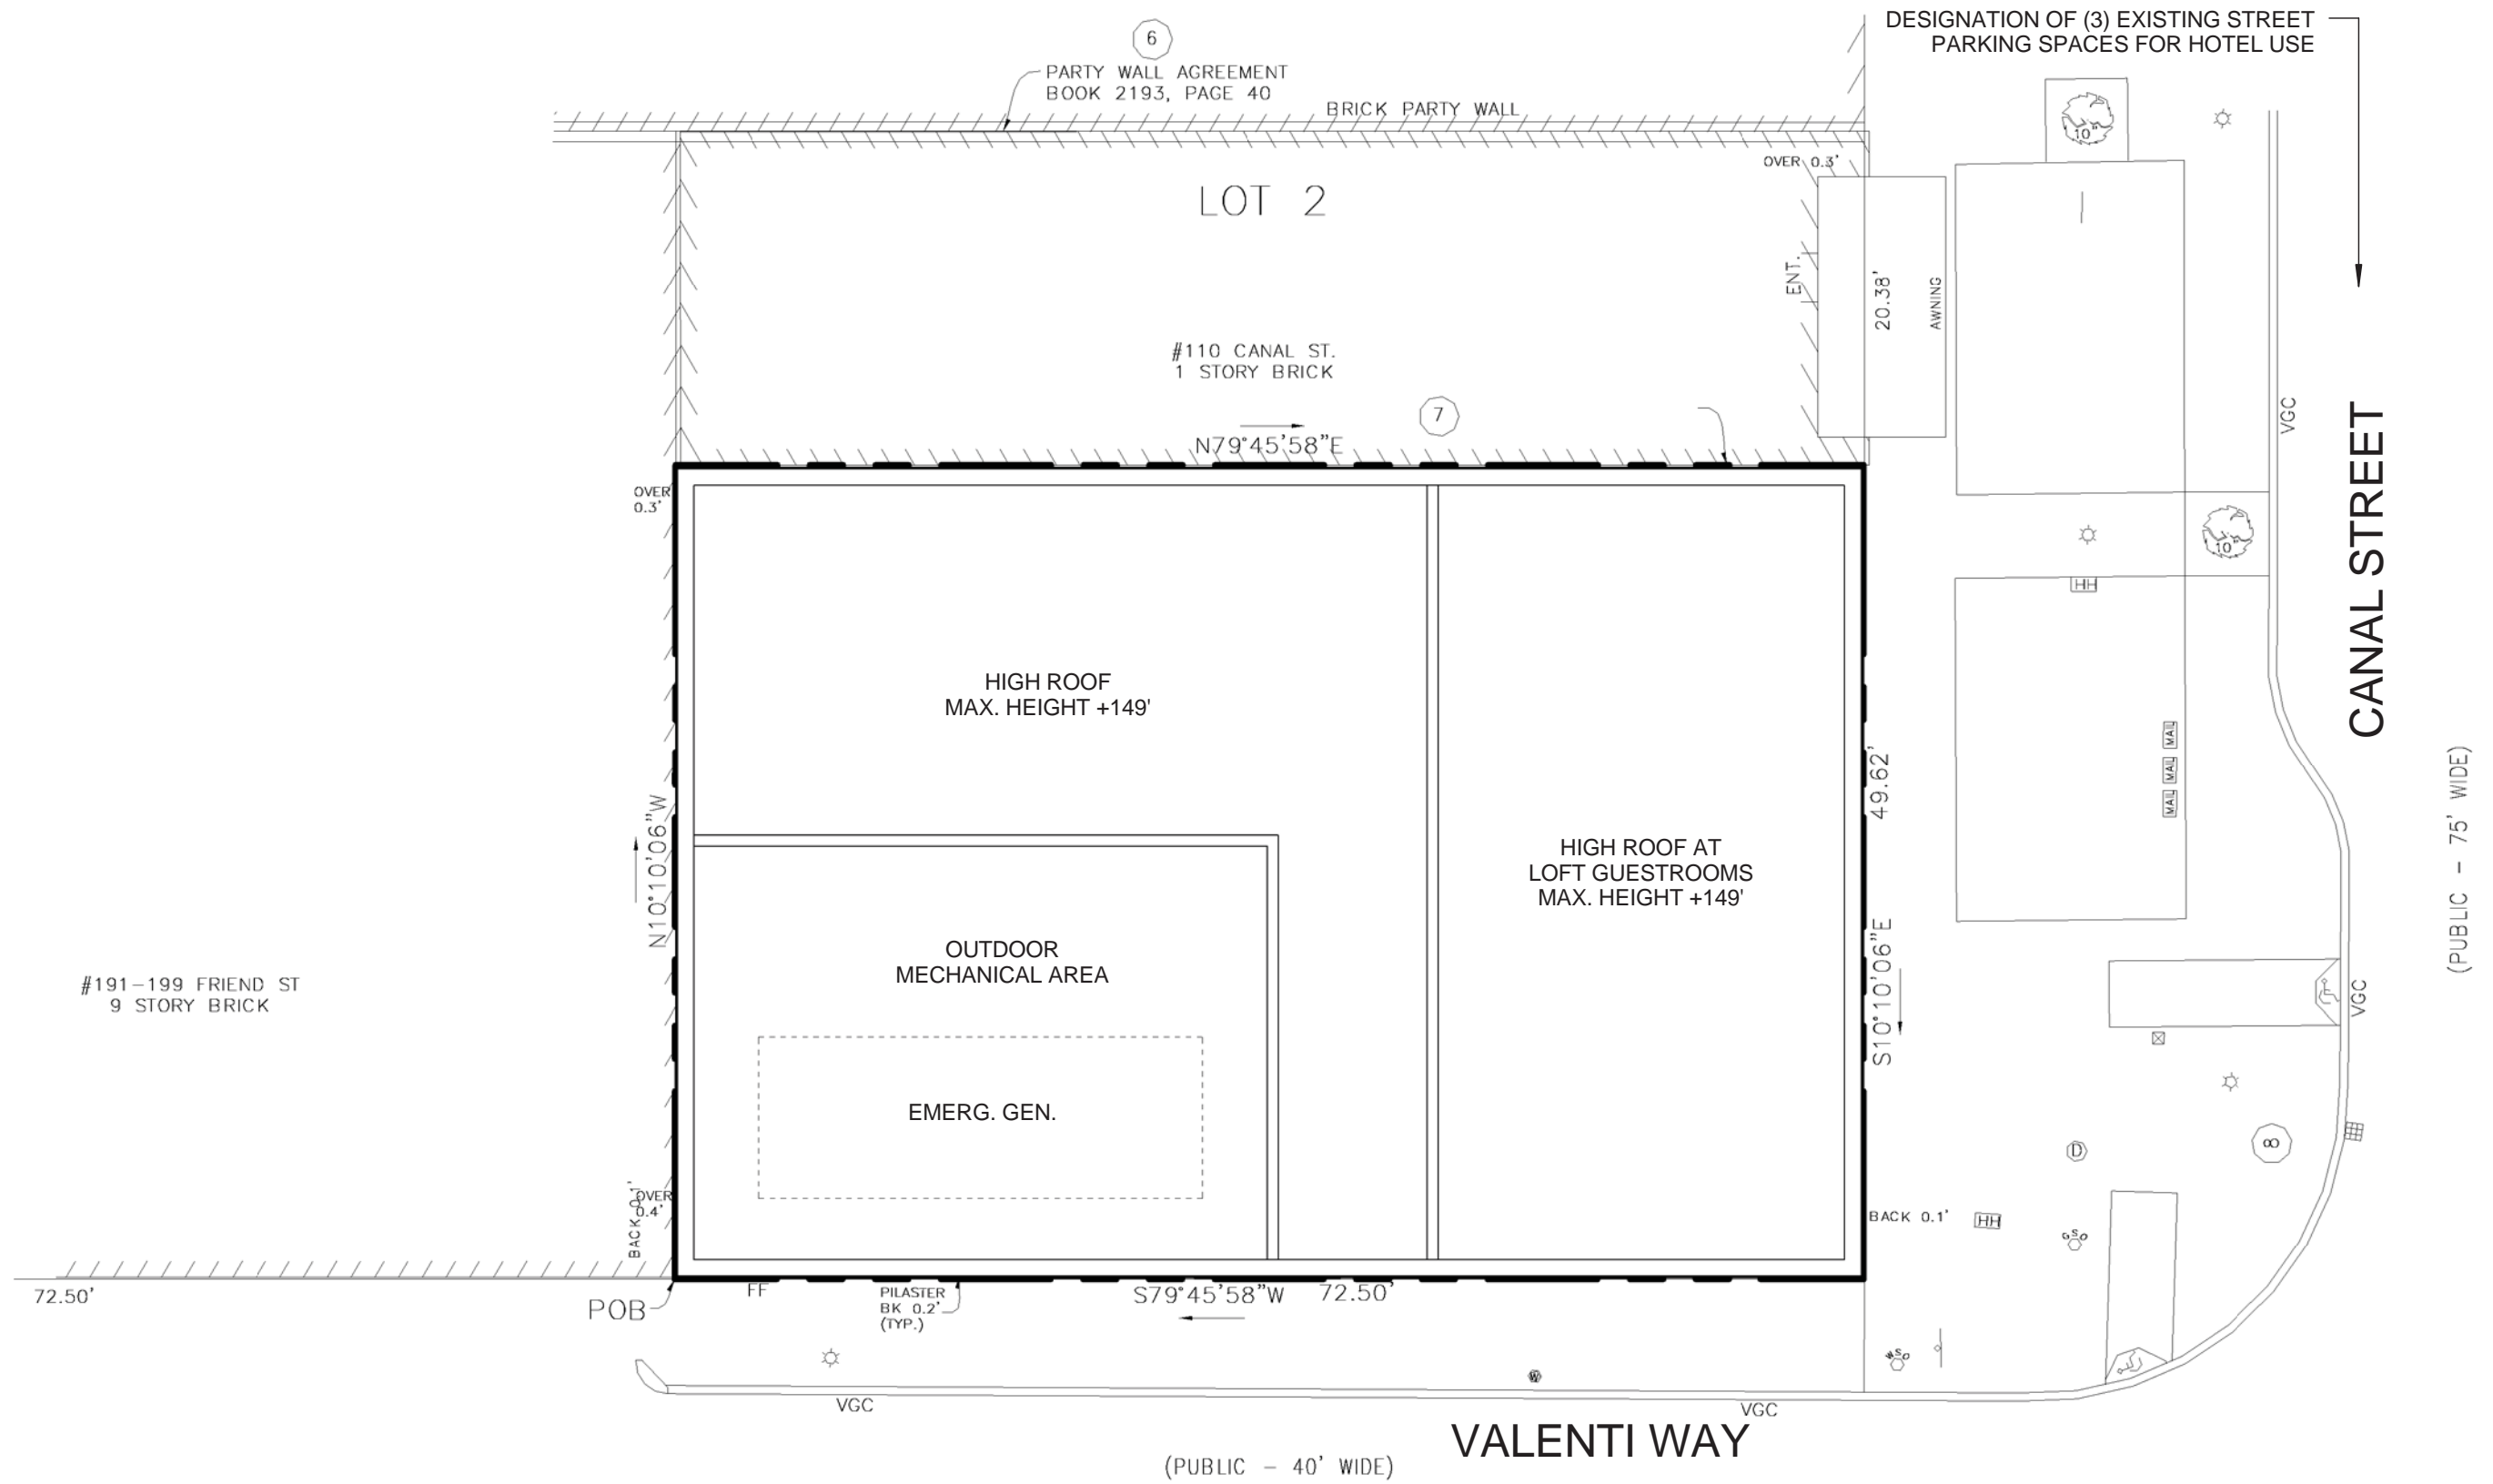 DESIGNATION OF (3) EXISTING STREET
PARKING SPACES FOR HOTEL USE
6
PARTY WALL AGREEMENT
BOOK 2193, PAGE 40
BRICK PARTY WALL
10"
OVER 0.3'
LOT 2
ENT.
20.38'
AWNING
#110 CANAL ST.
1 STORY BRICK
7
N79°45'58"E
VGC
CANAL STREET
(PUBLIC - 75' WIDE)
OVER
0.3'
10"
HH
HIGH ROOF
MAX. HEIGHT +149'
MAIL
MAIL
MAIL
49.62'
N10°10'06"W
HIGH ROOF AT
LOFT GUESTROOMS
MAX. HEIGHT +149'
S10°10'06"E
OUTDOOR
MECHANICAL AREA
#191-199 FRIEND ST
9 STORY BRICK
VGC
EMERG. GEN.
D
8
BACK 0.1'
OVER
0.4'
BACK 0.1'
HH
GSO
72.50'
POB
FF
PILASTER
BK 0.2'
(TYP.)
S79°45'58"W 72.50'
WSO
W
VGC
VGC
VALENTI WAY
(PUBLIC - 40' WIDE)